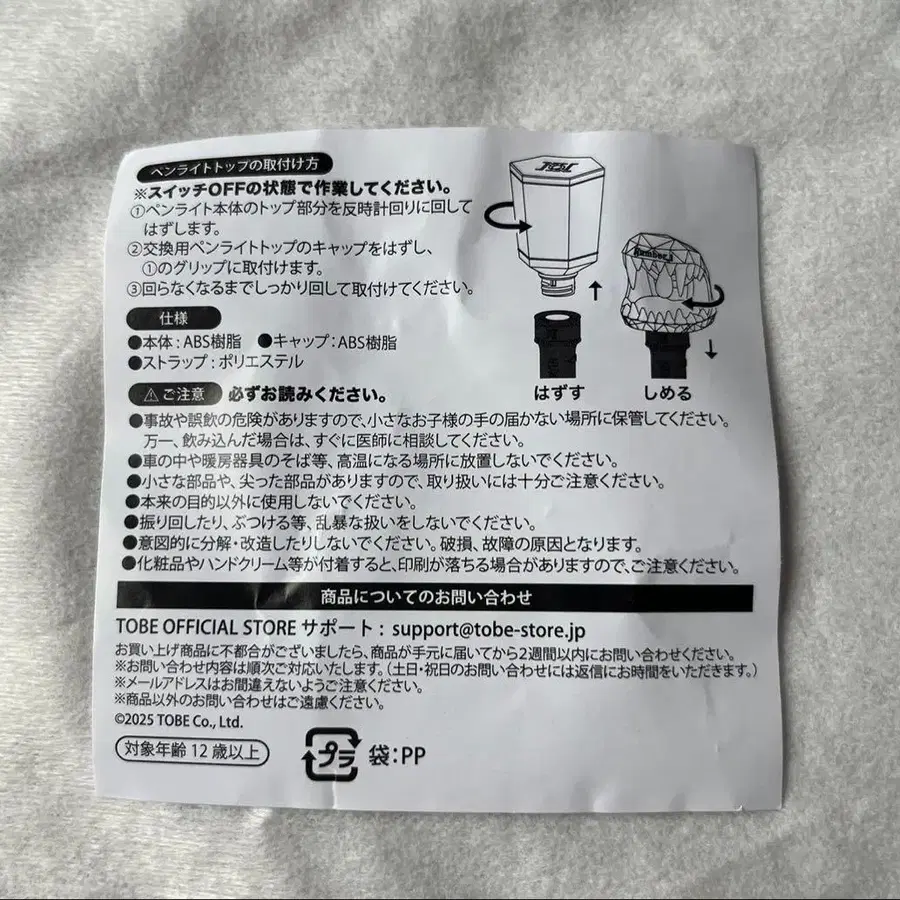 ペンライトトップの取付け方
※スイッチOFFの状態で作業してください。
①ペンライト本体のトップ部分を反時計回りに回して
はずします。
②交換用ペンライトトップのキャップをはずし、
①のグリップに取付けます。
③回らなくなるまでしっかり回して取付けてください。
TOBE
Number_i
はずす
しめる
仕様
●本体：ABS樹脂 ●キャップ：ABS樹脂
●ストラップ：ポリエステル
⚠ご注意 必ずお読みください。
●事故や誤飲の危険がありますので、小さなお子様の手の届かない場所に保管してください。
万一、飲み込んだ場合は、すぐに医師に相談してください。
●車の中や暖房器具のそば等、高温になる場所に放置しないでください。
●小さな部品や、尖った部品がありますので、取り扱いには十分ご注意ください。
●本来の目的以外に使用しないでください。
●振り回したり、ぶつける等、乱暴な扱いをしないでください。
●意図的に分解・改造したりしないでください。破損、故障の原因となります。
●化粧品やハンドクリーム等が付着すると、印刷が落ちる場合がありますので、ご注意ください。
商品についてのお問い合わせ
TOBE OFFICIAL STORE サポート： support@tobe-store.jp
お買い上げ商品に不都合がございましたら、商品が手元に届いてから2週間以内にお問い合わせください。
※お問い合わせ内容は順次ご対応いたします。（土日・祝日のお問い合わせには返信にお時間をいただきます。）
※メールアドレスはお間違えないようご注意ください。
※商品以外のお問い合わせはご遠慮ください。
©2025 TOBE Co., Ltd.
対象年齢 12 歳以上
プラ 袋：PP